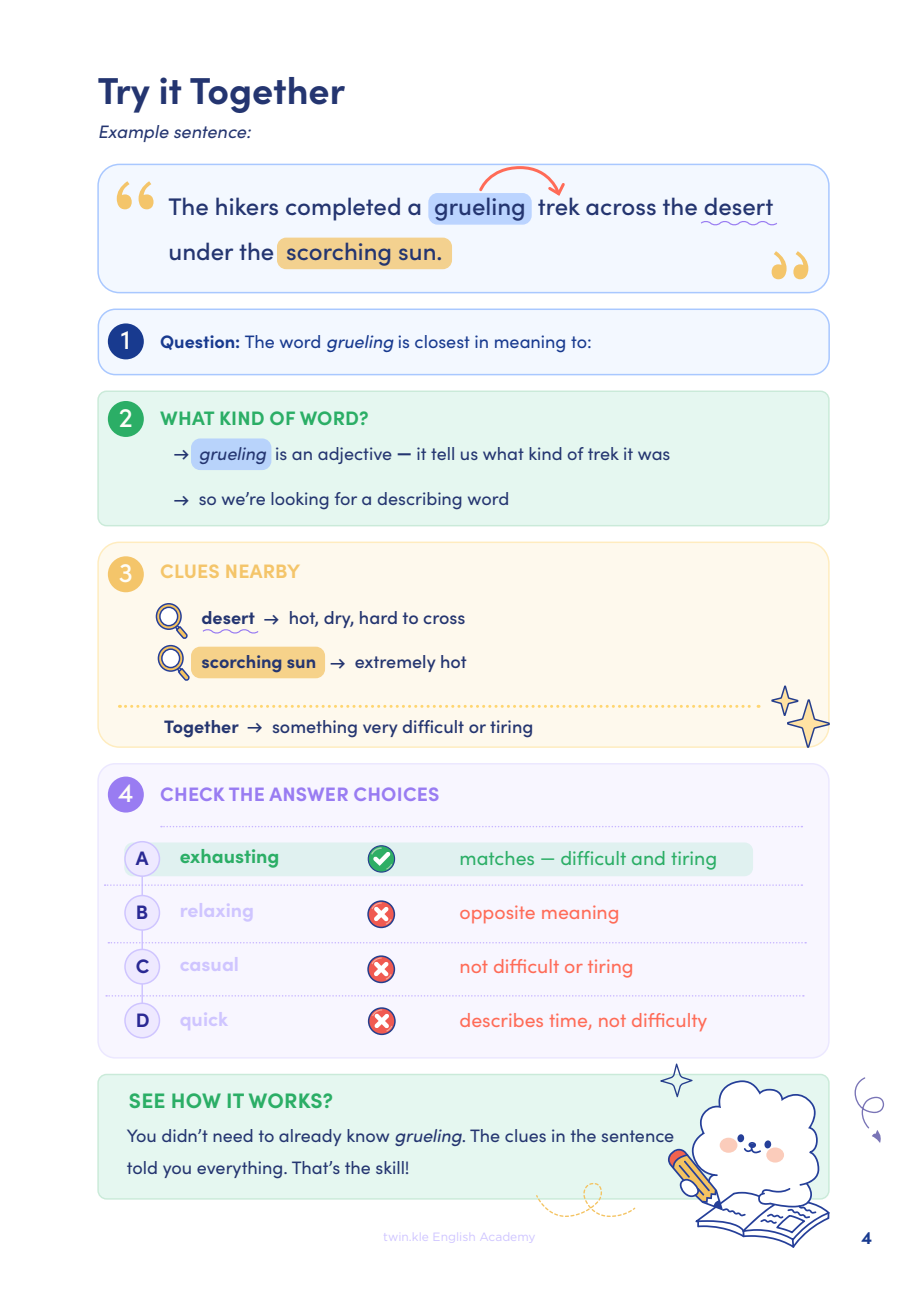 Try it Together
Example sentence:
“ The hikers completed a grueling trek across the desert
under the scorching sun. ”
1 Question: The word grueling is closest in meaning to:
2 WHAT KIND OF WORD?
→ grueling is an adjective — it tell us what kind of trek it was
→ so we’re looking for a describing word
3 CLUES NEARBY
desert → hot, dry, hard to cross
scorching sun → extremely hot
Together → something very difficult or tiring
4 CHECK THE ANSWER CHOICES
A exhausting matches — difficult and tiring
B relaxing opposite meaning
C casual not difficult or tiring
D quick describes time, not difficulty
SEE HOW IT WORKS?
You didn’t need to already know grueling. The clues in the sentence
told you everything. That’s the skill!
twin.kle English Academy
4